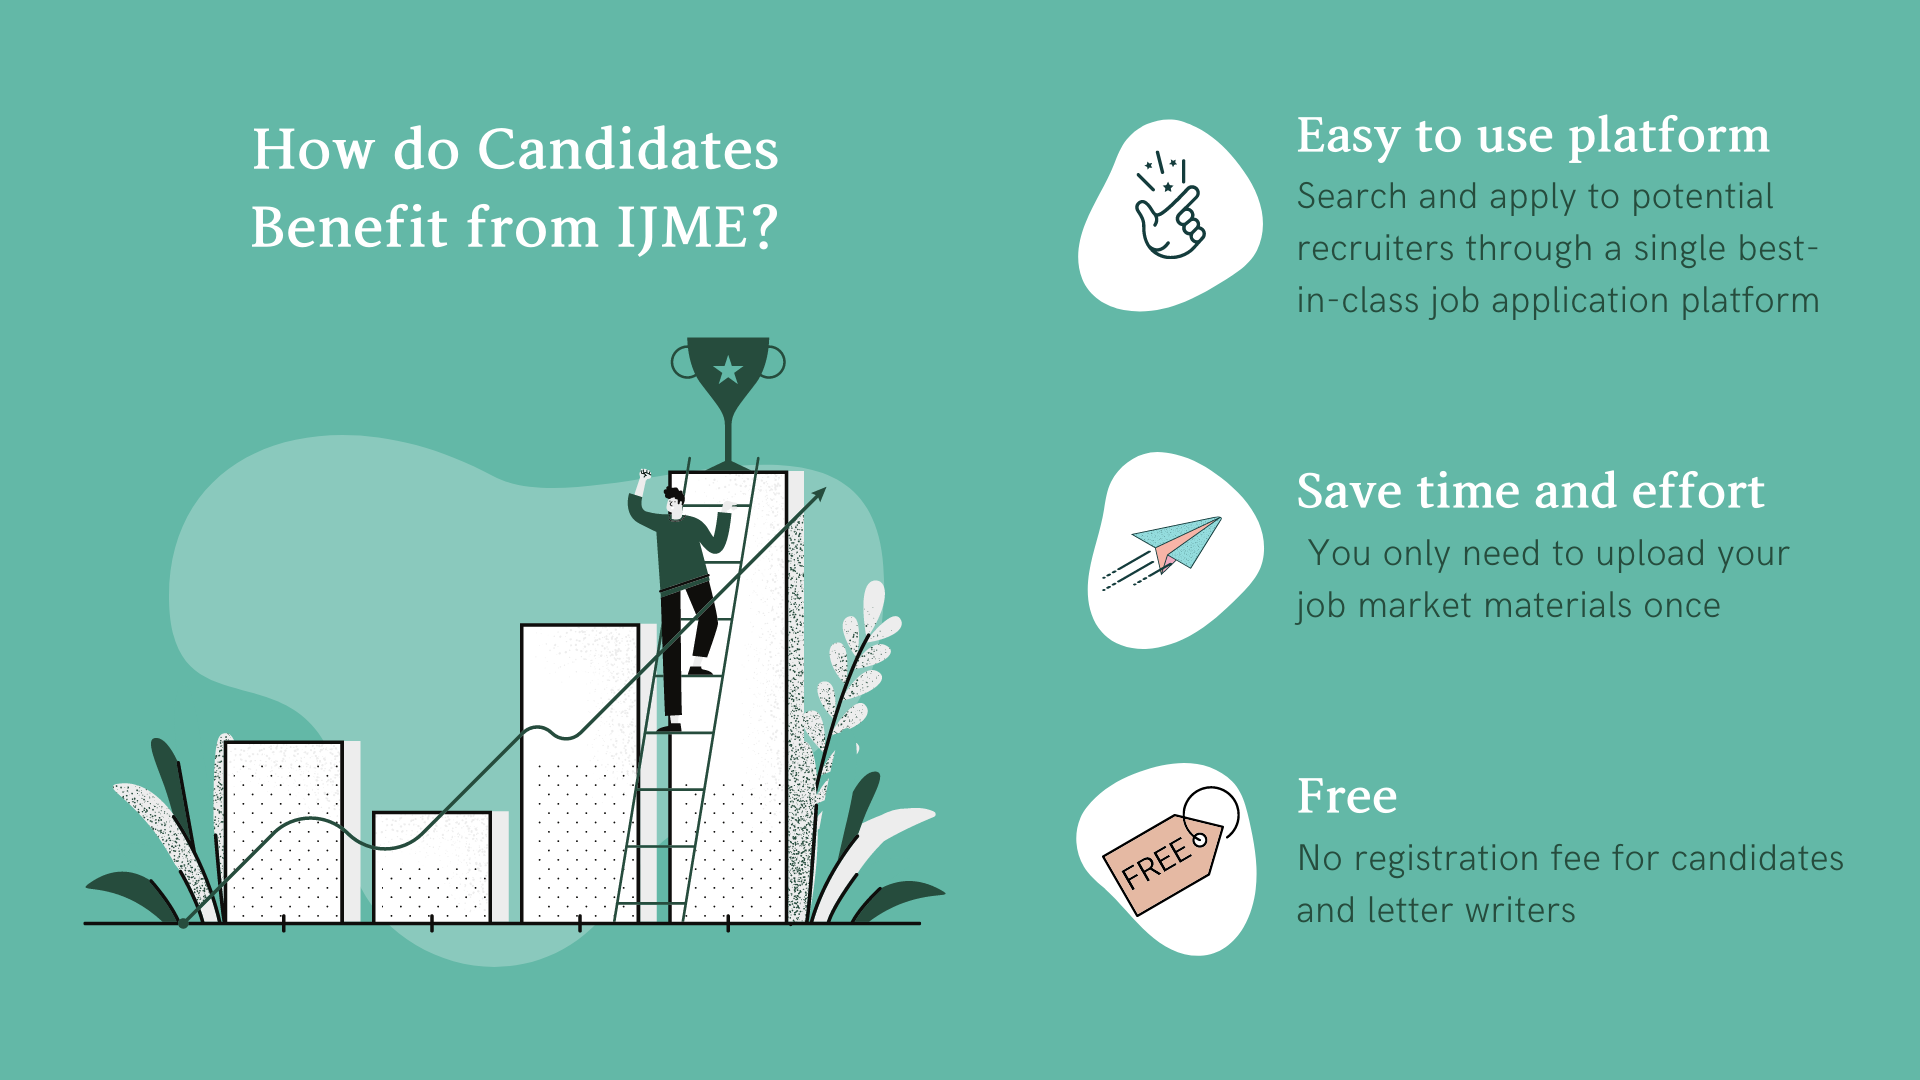 How do Candidates
Benefit from IJME?
Easy to use platform
Search and apply to potential
recruiters through a single best-
in-class job application platform
Save time and effort
You only need to upload your
job market materials once
FREE
Free
No registration fee for candidates
and letter writers